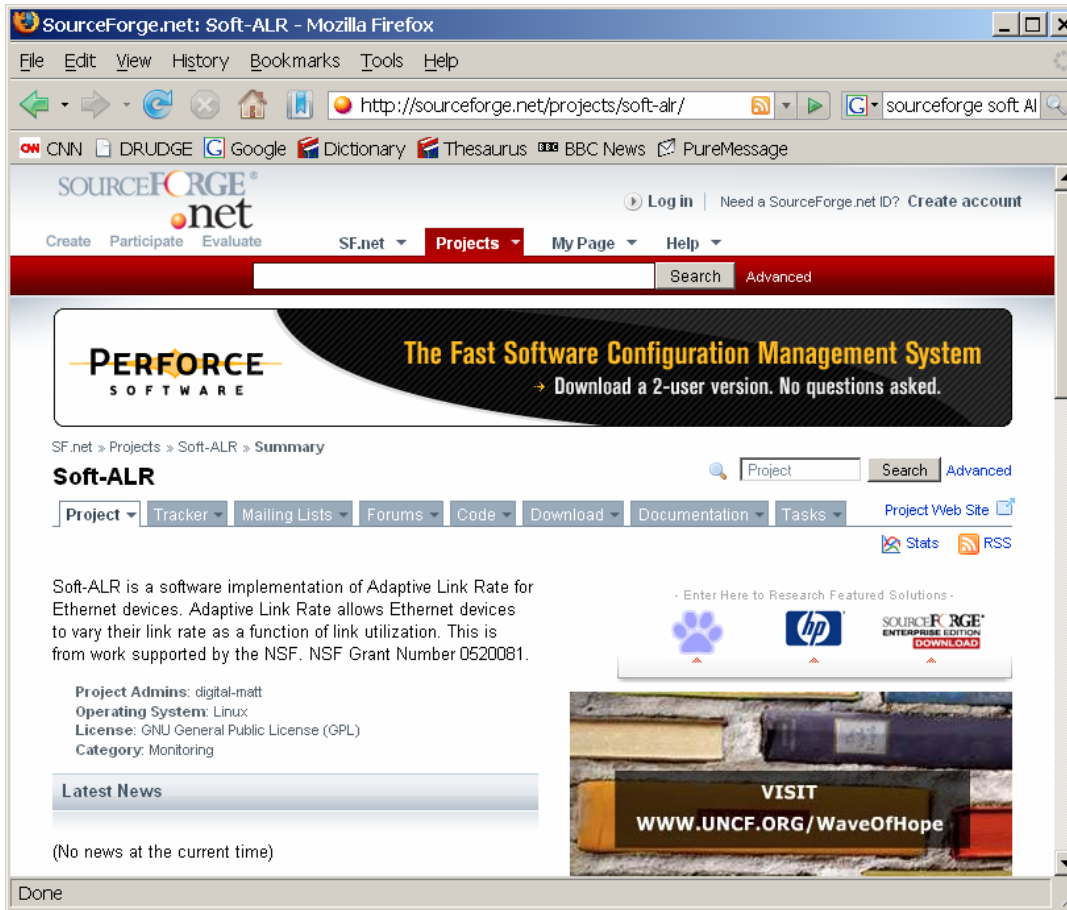 SourceForge.net: Soft-ALR - Mozilla Firefox
File Edit View History Bookmarks Tools Help
http://sourceforge.net/projects/soft-alr/ G sourceforge soft Al
CNN DRUDGE G Google Dictionary Thesaurus BBC BBC News PureMessage
SOURCEFORGE®
.net
Create Participate Evaluate
Log in | Need a SourceForge.net ID? Create account
SF.net Projects My Page Help
Search Advanced
PERFORCE
SOFTWARE
The Fast Software Configuration Management System
→ Download a 2-user version. No questions asked.
SF.net » Projects » Soft-ALR » Summary
Soft-ALR
Project Search Advanced
Project Tracker Mailing Lists Forums Code Download Documentation Tasks Project Web Site
Stats RSS
Soft-ALR is a software implementation of Adaptive Link Rate for
Ethernet devices. Adaptive Link Rate allows Ethernet devices
to vary their link rate as a function of link utilization. This is
from work supported by the NSF. NSF Grant Number 0520081.
- Enter Here to Research Featured Solutions -
hp
SOURCEFORGE®
ENTERPRISE EDITION
DOWNLOAD
Project Admins: digital-matt
Operating System: Linux
License: GNU General Public License (GPL)
Category: Monitoring
Latest News
(No news at the current time)
VISIT
WWW.UNCF.ORG/WaveOfHope
Done